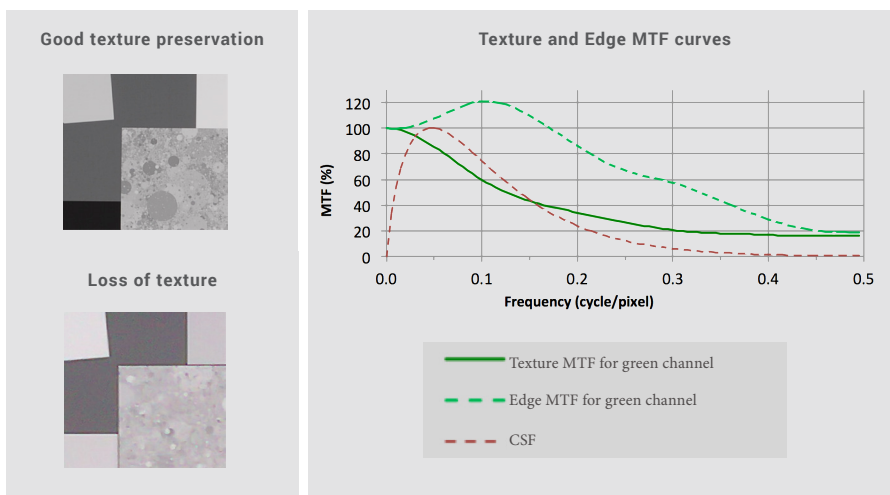 Good texture preservation
Loss of texture
Texture and Edge MTF curves
MTF (%)
120
100
80
60
40
20
0
0.0 0.1 0.2 0.3 0.4 0.5
Frequency (cycle/pixel)
Texture MTF for green channel
Edge MTF for green channel
CSF